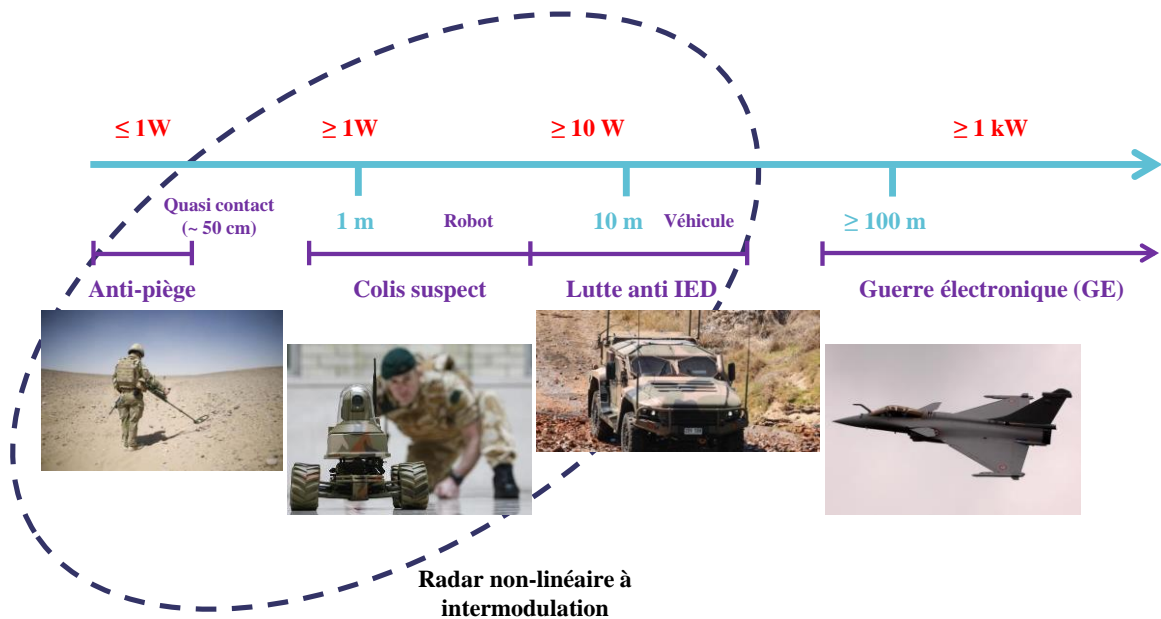 ≤ 1W
≥ 1W
≥ 10 W
≥ 1 kW
Quasi contact
(~ 50 cm)
1 m
Robot
10 m
Véhicule
≥ 100 m
Anti-piège
Colis suspect
Lutte anti IED
Guerre électronique (GE)
Radar non-linéaire à
intermodulation